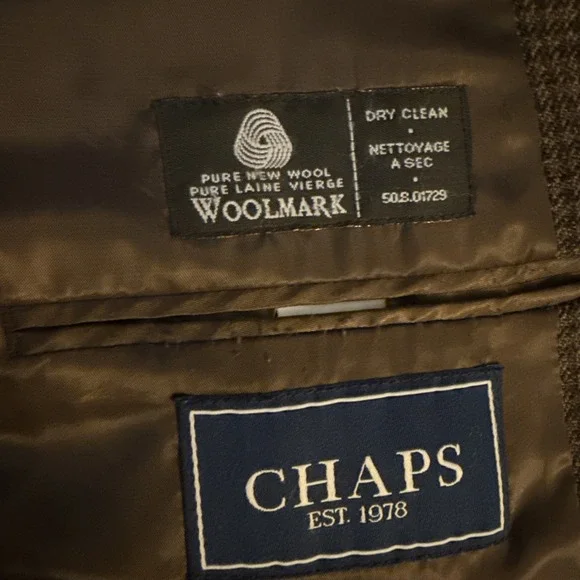 PURE NEW WOOL
PURE LAINE VIERGE
WOOLMARK
DRY CLEAN
•
NETTOYAGE
A SEC
•
50.8.01729
CHAPS
EST. 1978